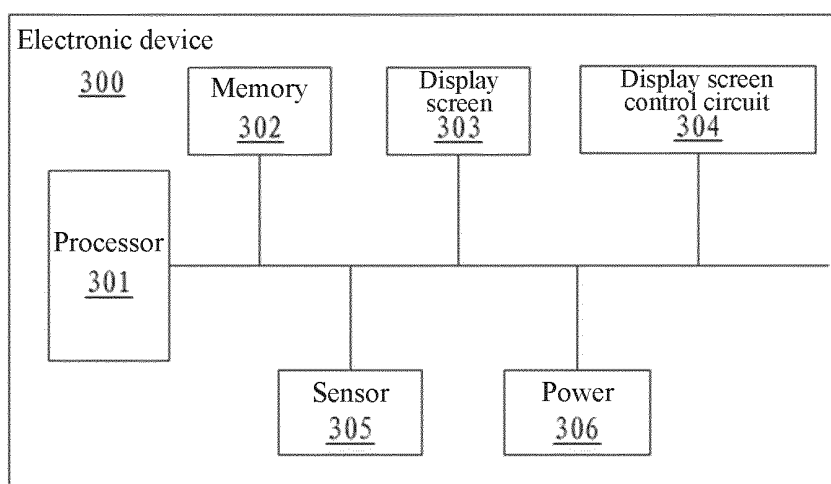 Electronic device
300
Memory
302
Display
screen
303
Display screen
control circuit
304
Processor
301
Sensor
305
Power
306